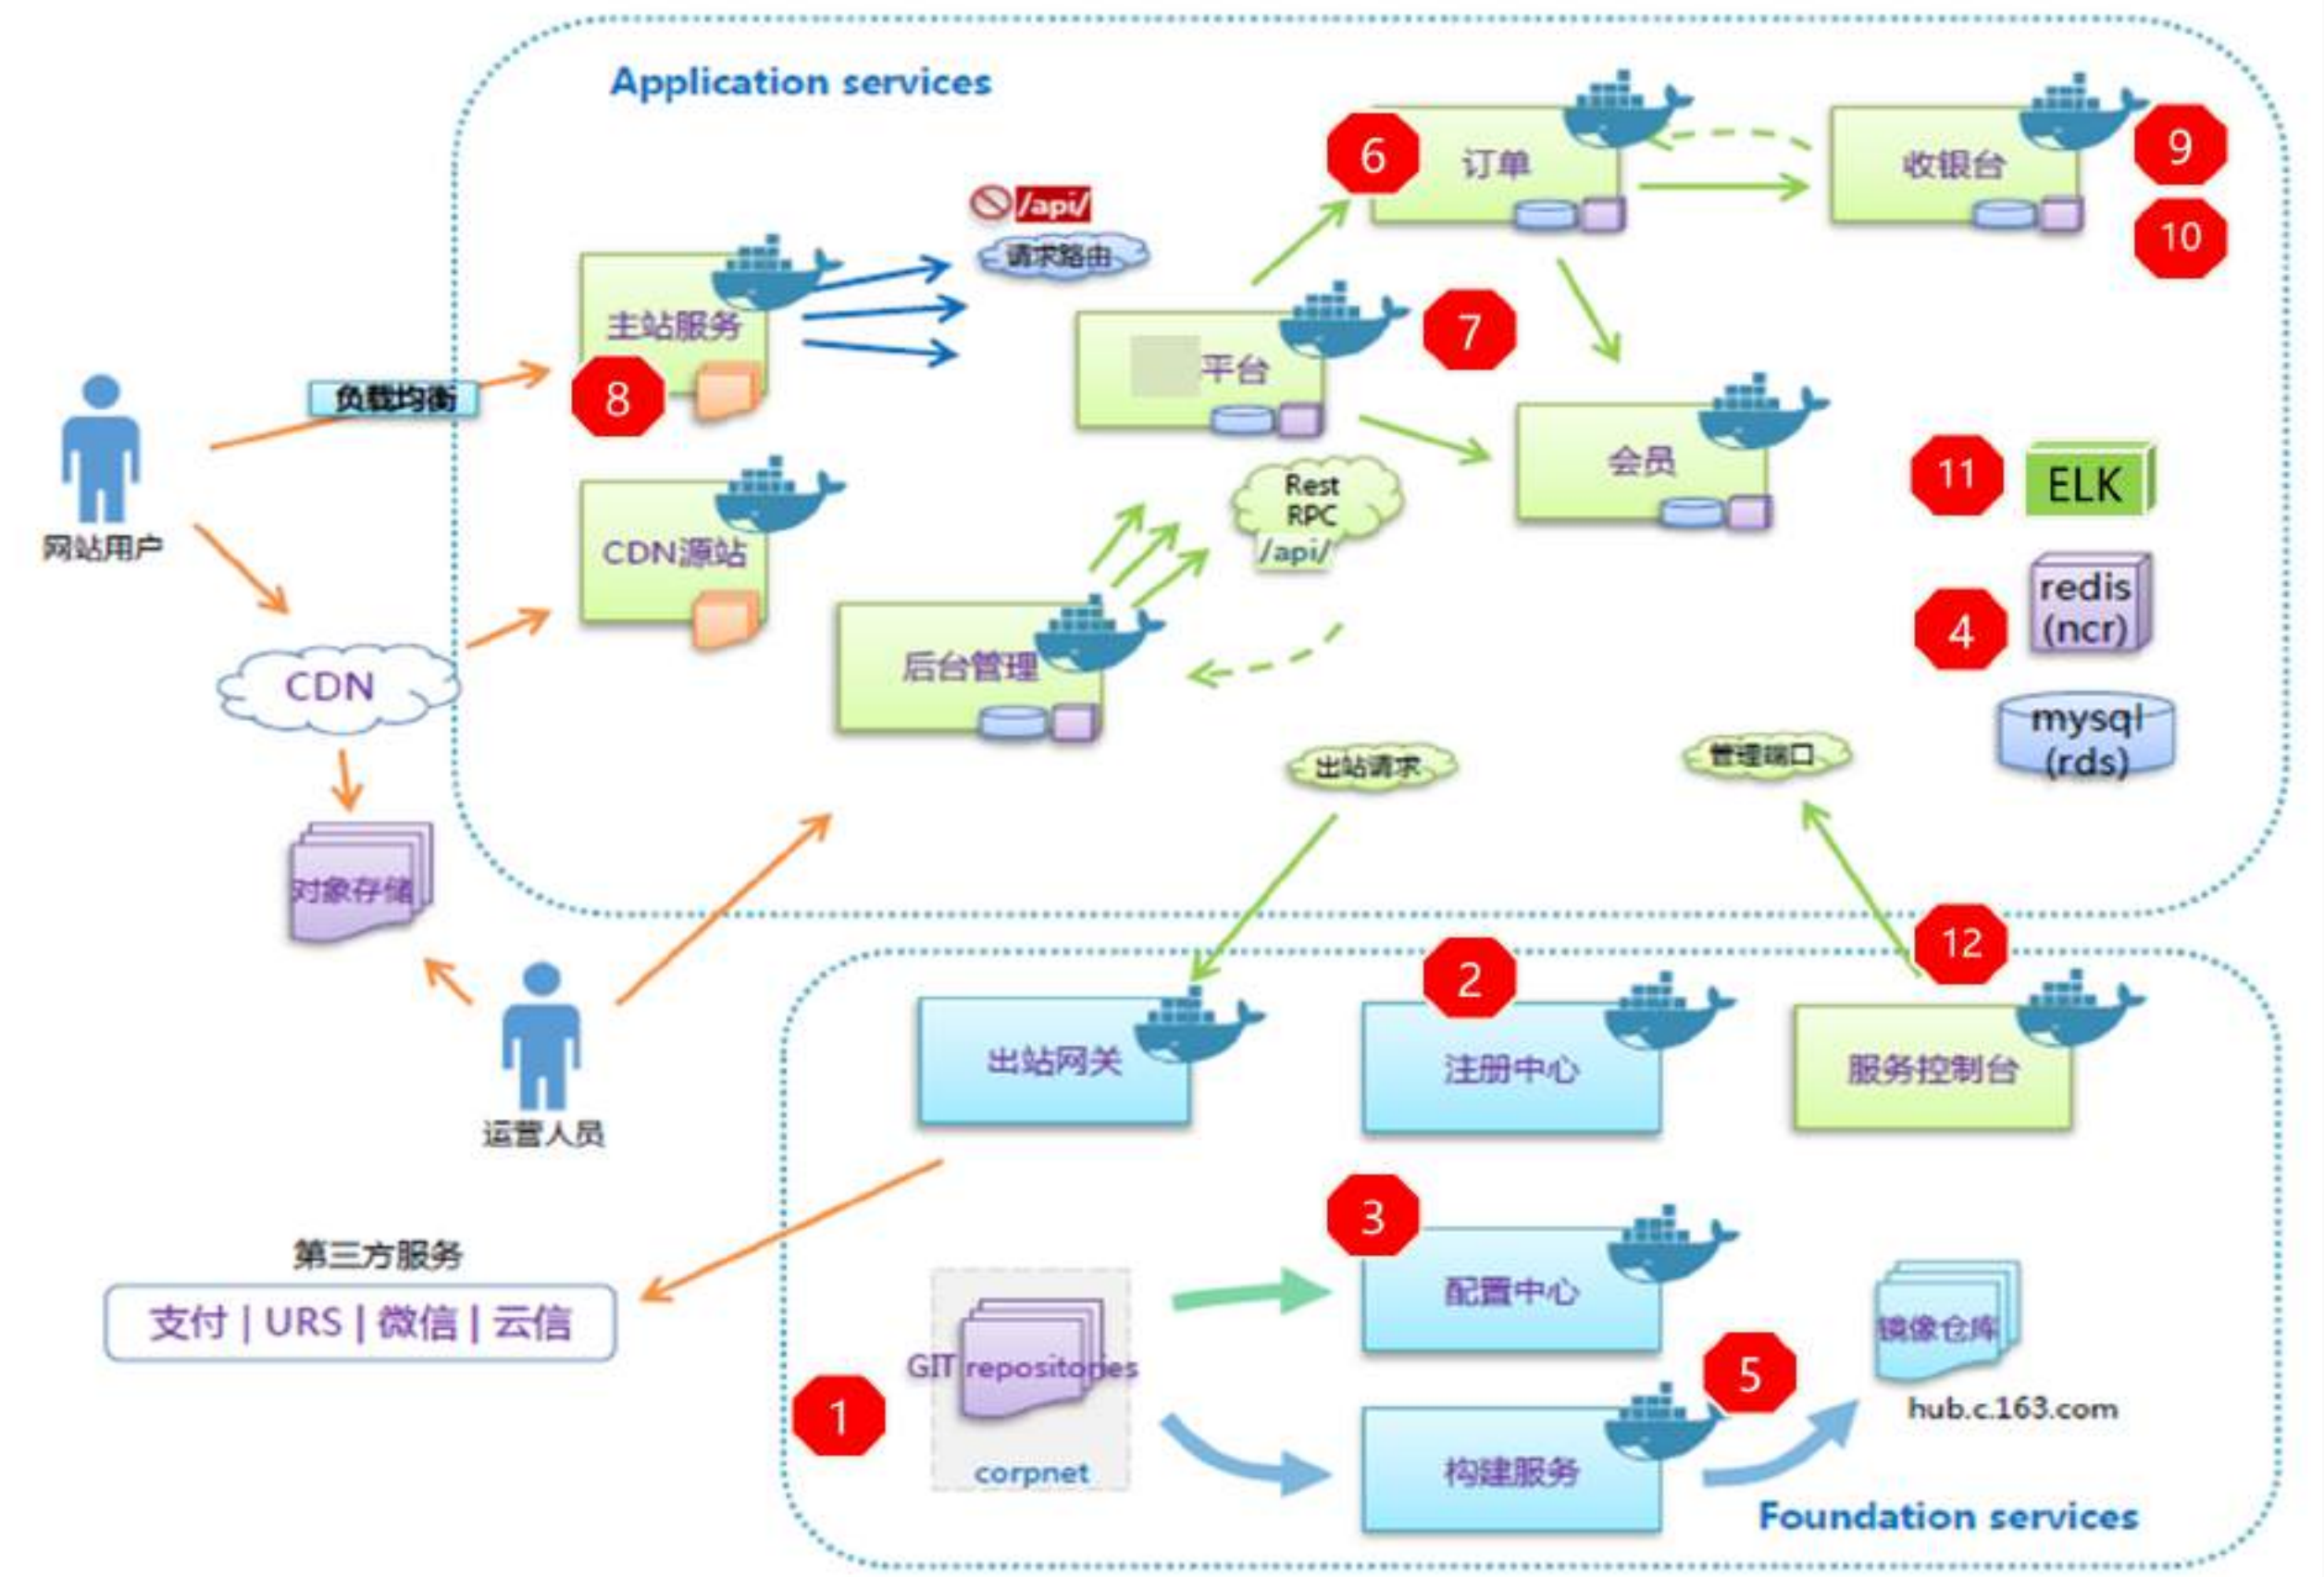 Application services
6
订单
收银台
9
10
/api/
请求路由
主站服务
8
平台
7
负载均衡
网站用户
会员
11
ELK
Rest
RPC
/api/
CDN源站
4
redis
(ncr)
后台管理
CDN
mysql
(rds)
出站请求
管理端口
对象存储
12
2
出站网关
注册中心
服务控制台
运营人员
3
第三方服务
支付 | URS | 微信 | 云信
配置中心
镜像仓库
GIT repositories
1
5
hub.c.163.com
corpnet
构建服务
Foundation services